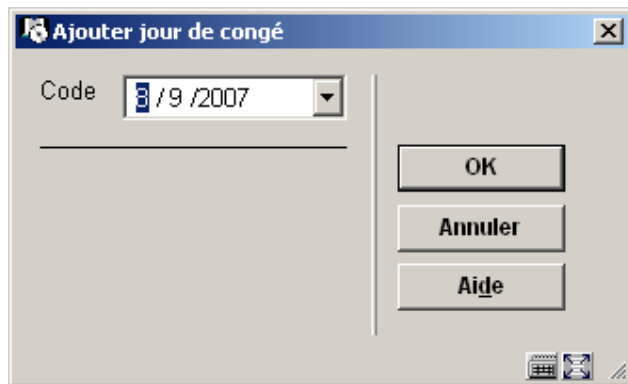 Ajouter jour de congé
Code 8 / 9 /2007
OK
Annuler
Aide